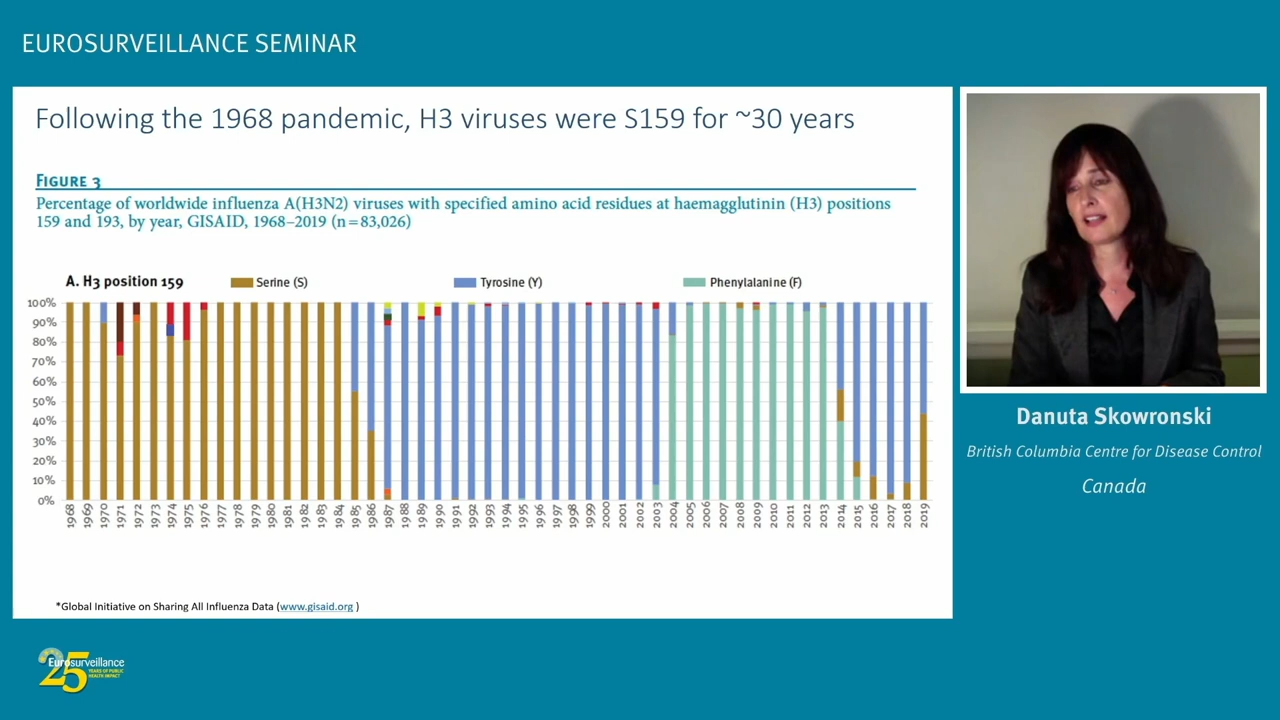 EUROSURVEILLANCE SEMINAR
Following the 1968 pandemic, H3 viruses were S159 for ~30 years
FIGURE 3
Percentage of worldwide influenza A(H3N2) viruses with specified amino acid residues at haemagglutinin (H3) positions
159 and 193, by year, GISAID, 1968–2019 (n=83,026)
A. H3 position 159
Serine (S)
Tyrosine (Y)
Phenylalanine (F)
100%
90%
80%
70%
60%
50%
40%
30%
20%
10%
0%
1968 1969 1970 1971 1972 1973 1974 1975 1976 1977 1978 1979 1980 1981 1982 1983 1984 1985 1986 1987 1988 1989 1990 1991 1992 1993 1994 1995 1996 1997 1998 1999 2000 2001 2002 2003 2004 2005 2006 2007 2008 2009 2010 2011 2012 2013 2014 2015 2016 2017 2018 2019
*Global Initiative on Sharing All Influenza Data (www.gisaid.org )
Danuta Skowronski
British Columbia Centre for Disease Control
Canada
25
Eurosurveillance
YEARS OF PUBLIC
HEALTH IMPACT